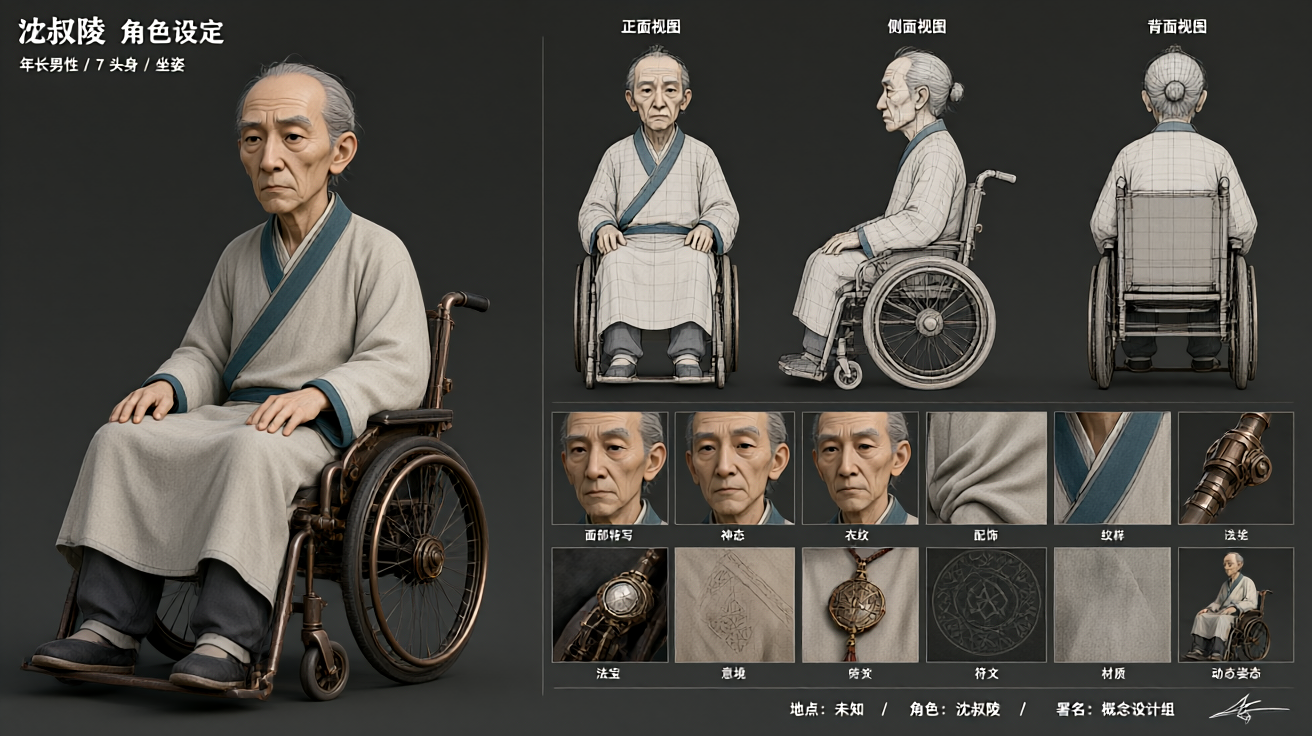 沈叔陵 角色设定
年长男性 / 7 头身 / 坐姿
正面视图
侧面视图
背面视图
面部特写
神态
衣纹
配饰
纹样
法宝
意境
符文
材质
动态姿态
地点：未知 / 角色：沈叔陵 / 署名：概念设计组